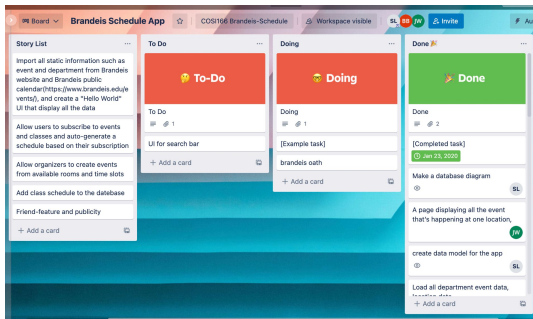 Board
Brandeis Schedule App
COSI166 Brandeis-Schedule
Workspace visible
SL
BB
JW
Invite
Au
Story List
Import all static information such as
event and department from Brandeis
website and Brandeis public
calendar(https://www.brandeis.edu/e
vents/), and create a "Hello World"
UI that display all the data
Allow users to subscribe to events
and classes and auto-generate a
schedule based on their subscription
Allow organizers to create events
from available rooms and time slots
Add class schedule to the datebase
Friend-feature and publicity
+ Add a card
To Do
🤔 To-Do
To Do
1
UI for search bar
+ Add a card
Doing
🤓 Doing
Doing
1
[Example task]
brandeis oath
+ Add a card
Done 🎉
🎉 Done
Done
2
[Completed task]
Jan 23, 2020
Make a database diagram
SL
A page displaying all the event
that's happening at one location,
JW
create data model for the app
SL
Load all department event data,
+ Add a card